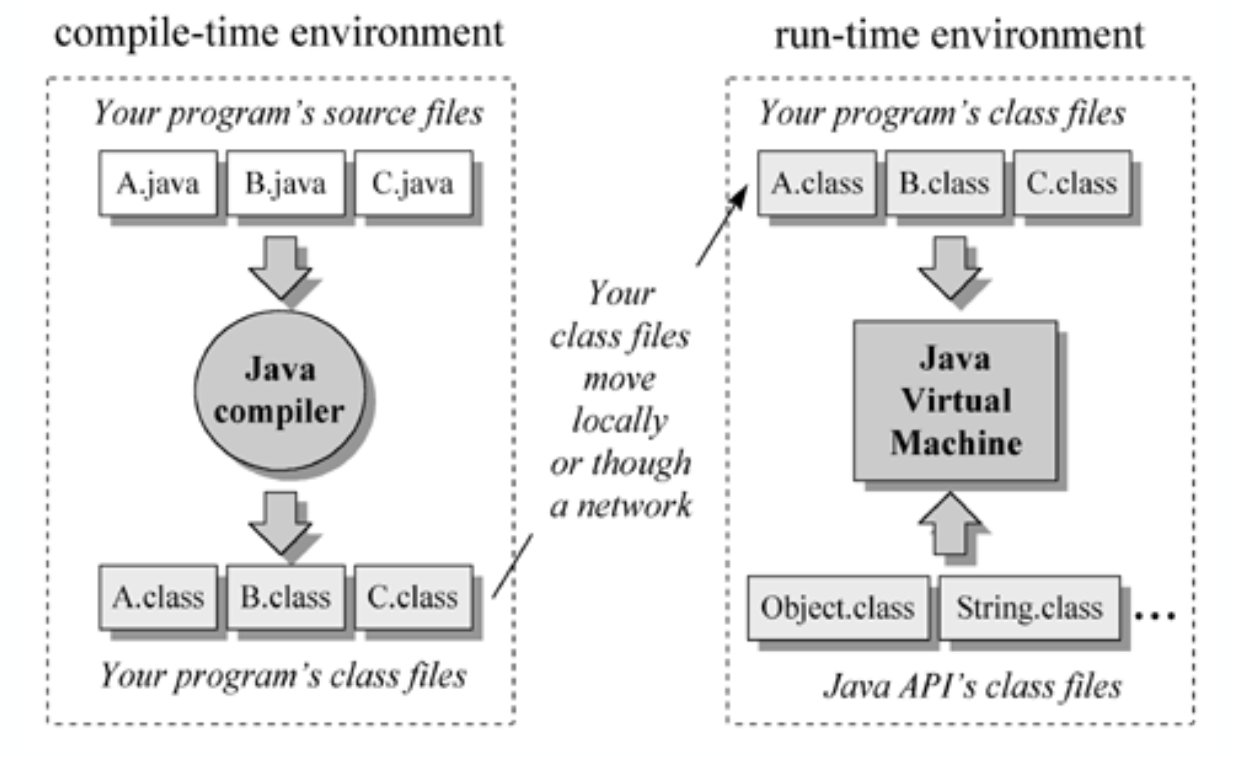 compile-time environment
Your program's source files
A.java B.java C.java
Java
compiler
A.class B.class C.class
Your program's class files
Your
class files
move
locally
or though
a network
run-time environment
Your program's class files
A.class B.class C.class
Java
Virtual
Machine
Object.class String.class ...
Java API's class files